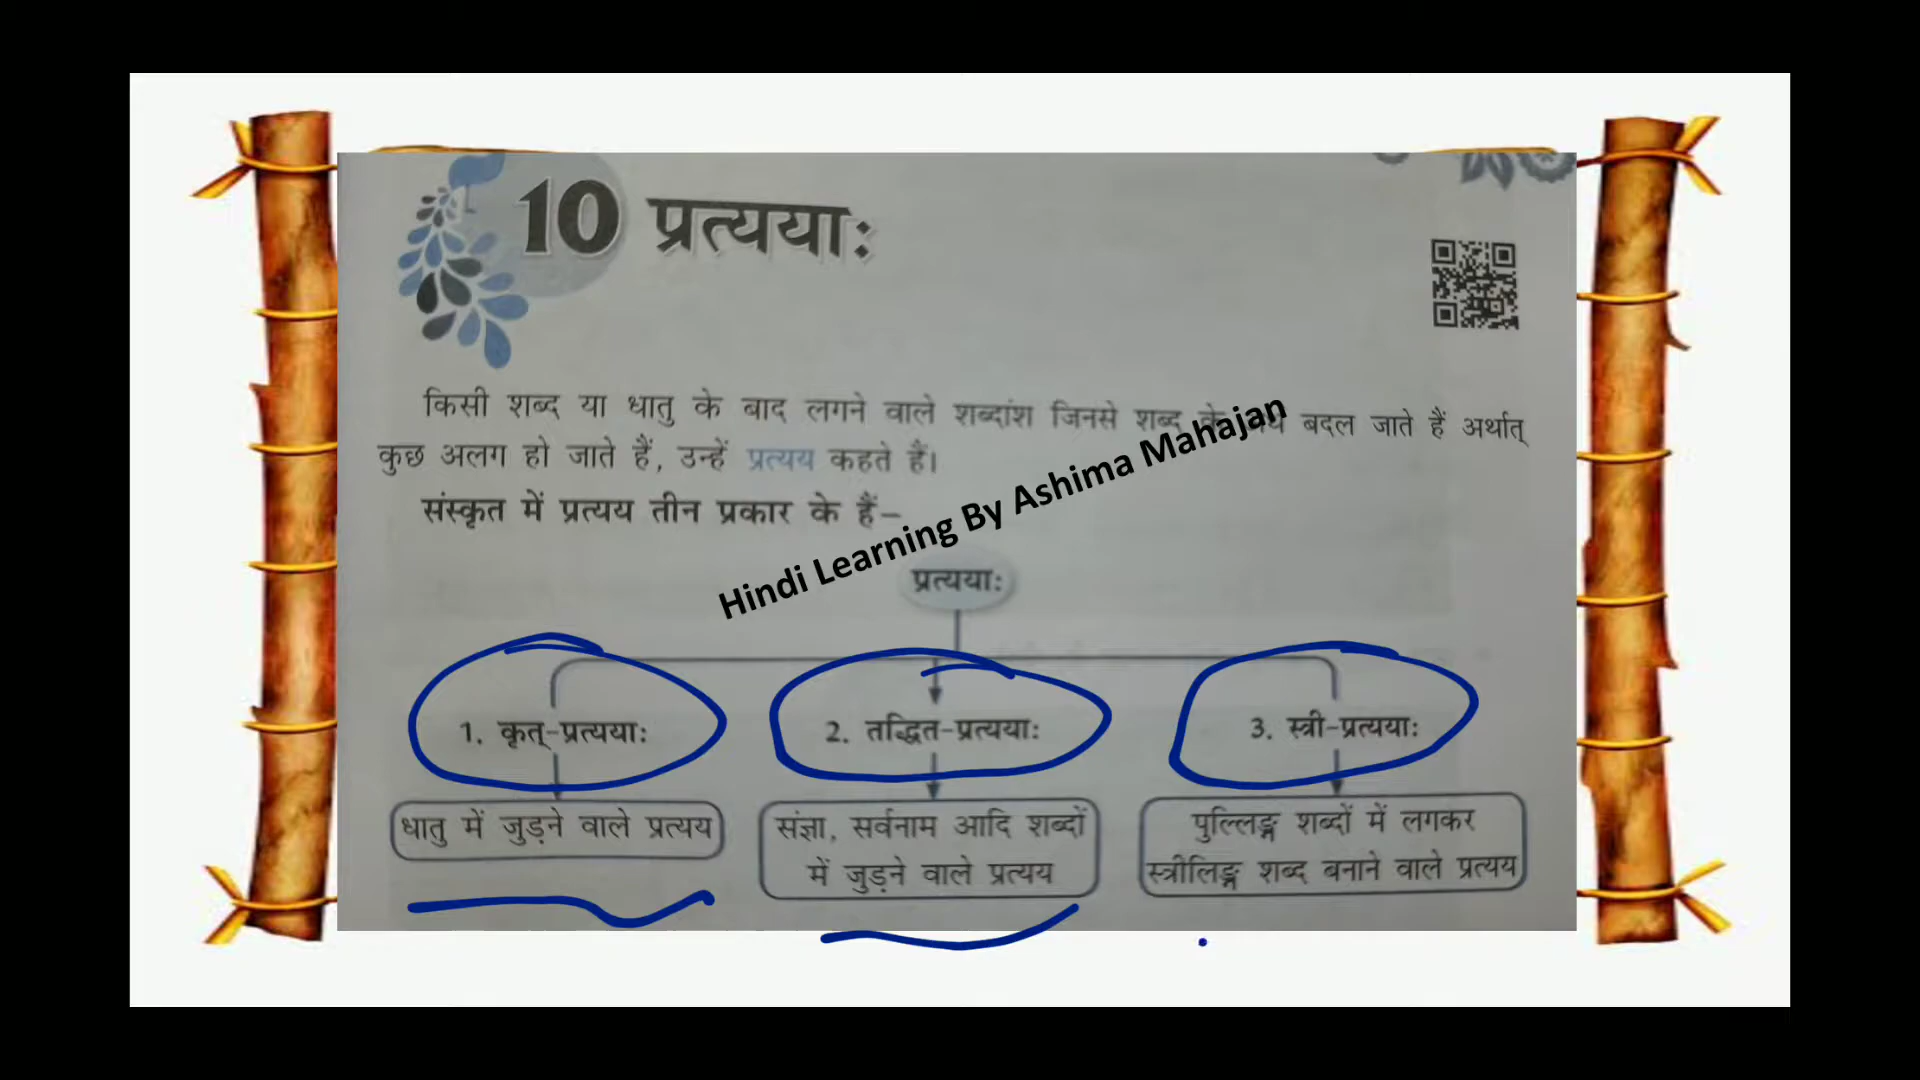 10 प्रत्ययाः
किसी शब्द या धातु के बाद लगने वाले शब्दांश जिनसे शब्द के बदल जाते हैं अर्थात्
कुछ अलग हो जाते हैं, उन्हें प्रत्यय कहते हैं।
संस्कृत में प्रत्यय तीन प्रकार के हैं–
Hindi Learning By Ashima Mahajan
प्रत्ययाः
1. कृत्-प्रत्ययाः
2. तद्धित-प्रत्ययाः
3. स्त्री-प्रत्ययाः
धातु में जुड़ने वाले प्रत्यय
संज्ञा, सर्वनाम आदि शब्दों
में जुड़ने वाले प्रत्यय
पुल्लिङ्ग शब्दों में लगकर
स्त्रीलिङ्ग शब्द बनाने वाले प्रत्यय